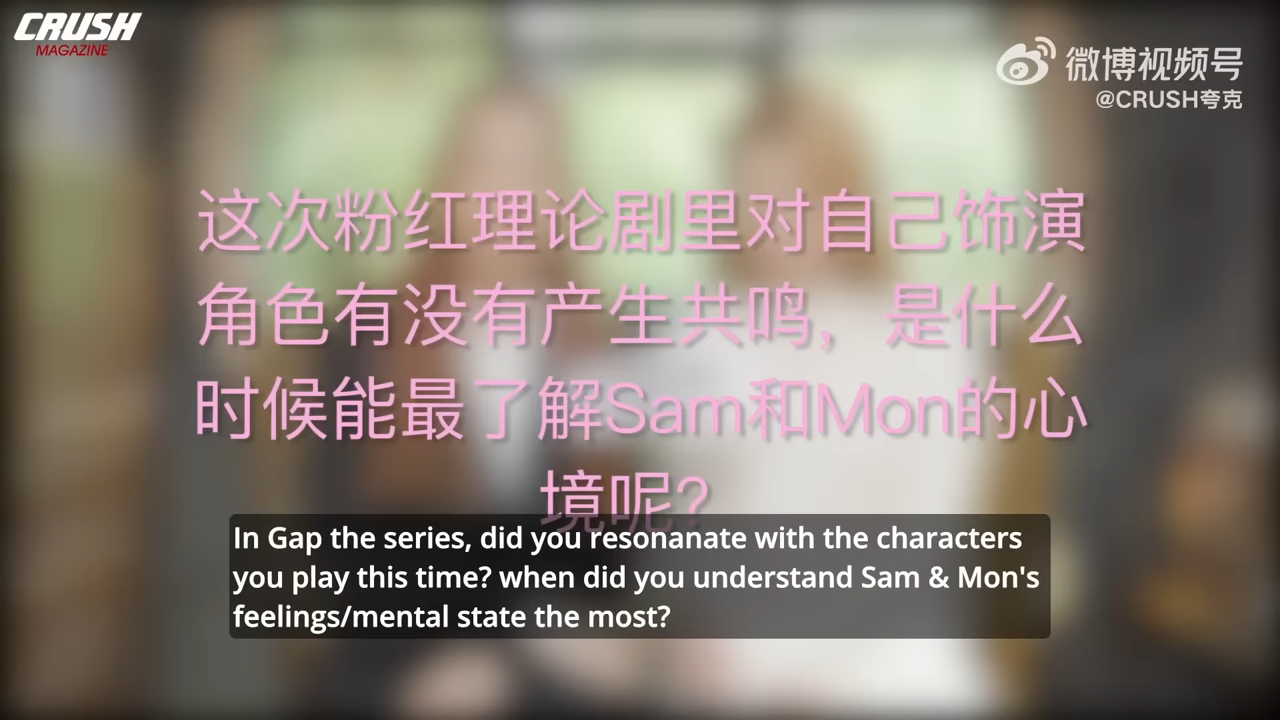 CRUSH
MAGAZINE
微博视频号
@CRUSH夸克
这次粉红理论剧里对自己饰演
角色有没有产生共鸣，是什么
时候能最了解Sam和Mon的心
境呢？
In Gap the series, did you resonanate with the characters
you play this time? when did you understand Sam & Mon's
feelings/mental state the most?